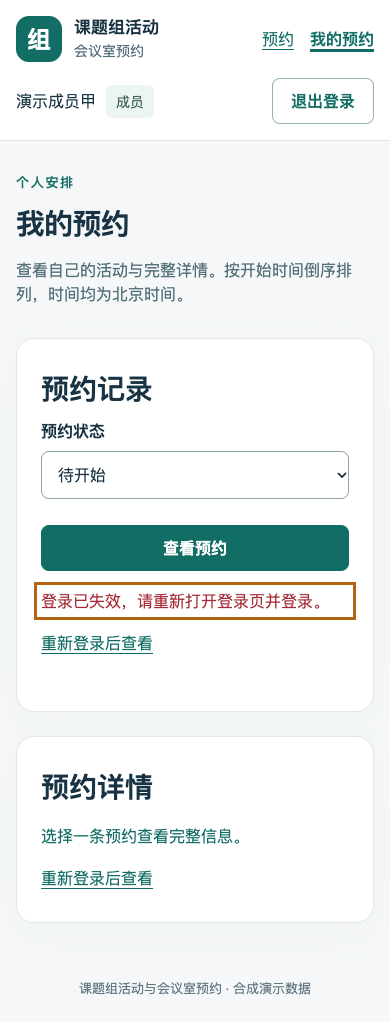 组
课题组活动
会议室预约
预约
我的预约
演示成员甲
成员
退出登录
个人安排
我的预约
查看自己的活动与完整详情。按开始时间倒序排
列，时间均为北京时间。
预约记录
预约状态
待开始
查看预约
登录已失效，请重新打开登录页并登录。
重新登录后查看
预约详情
选择一条预约查看完整信息。
重新登录后查看
课题组活动与会议室预约 · 合成演示数据